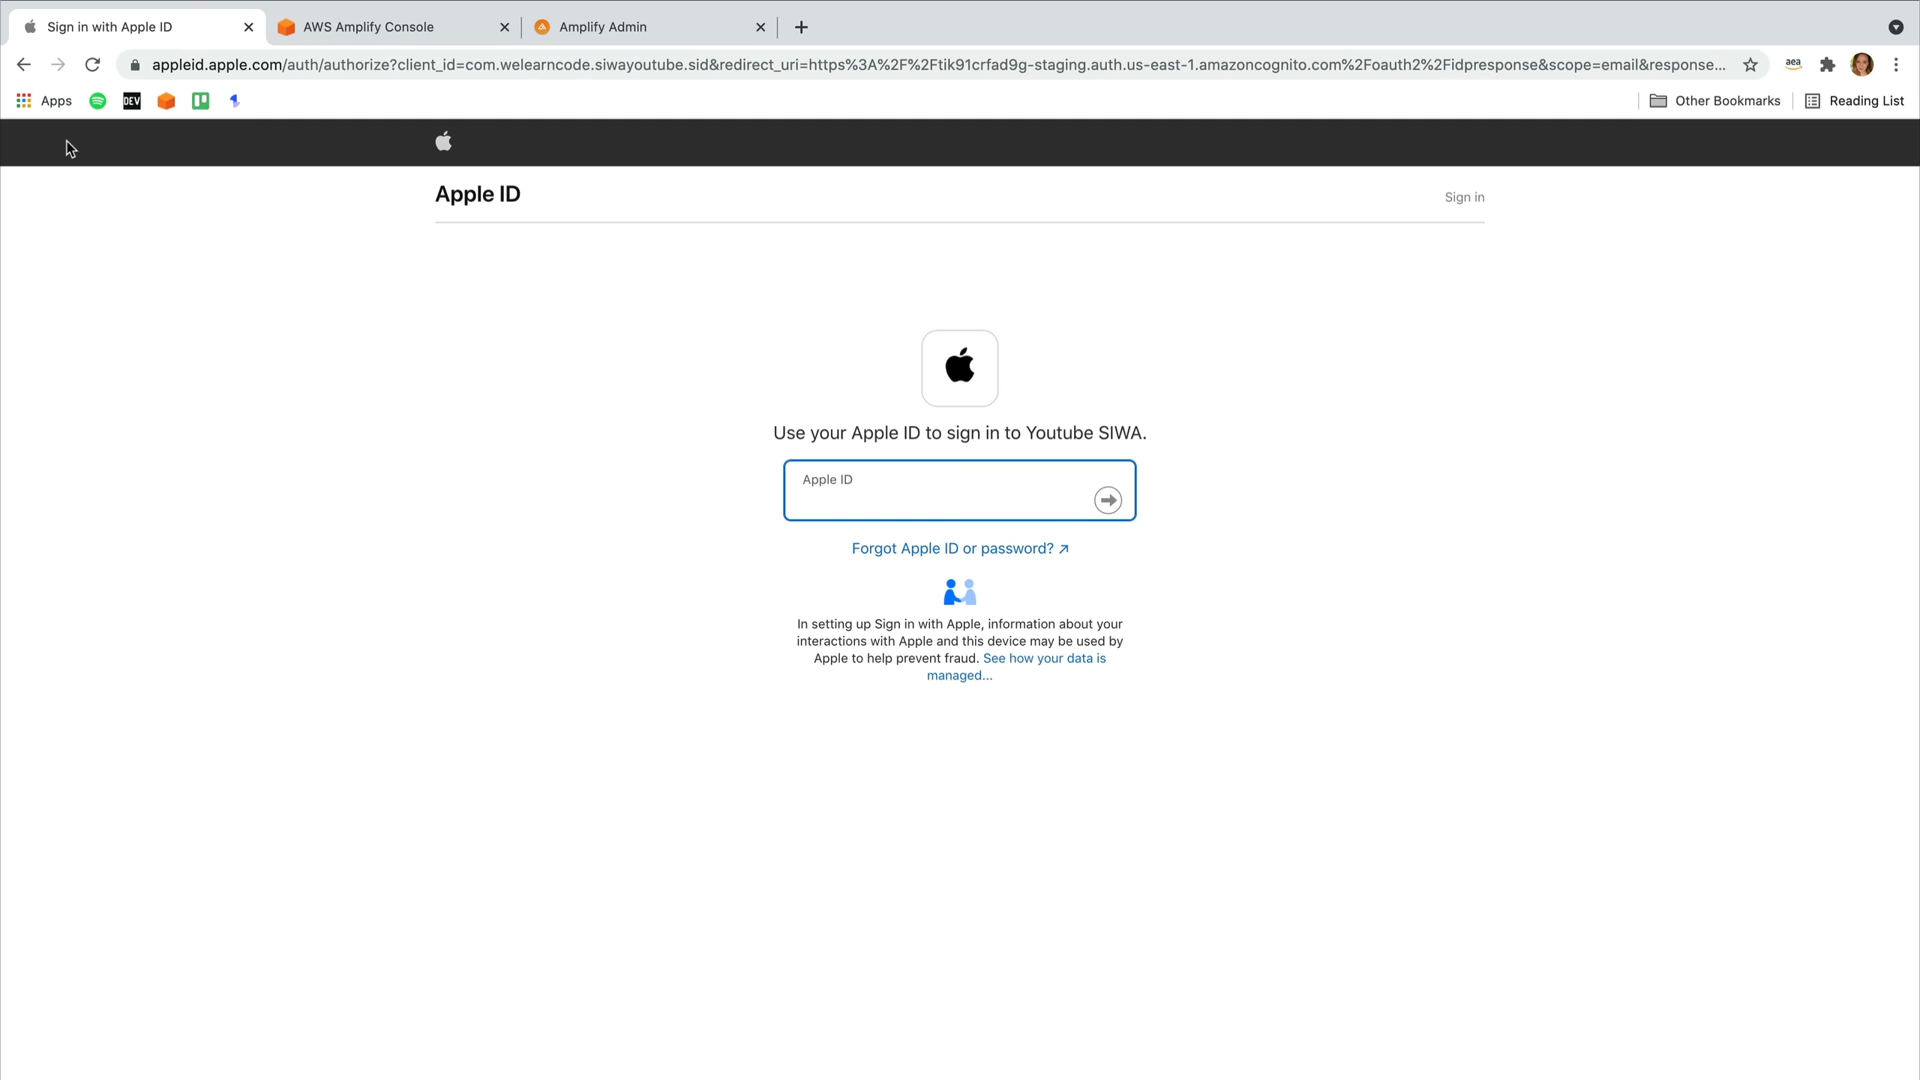 Sign in with Apple ID
AWS Amplify Console
Amplify Admin
appleid.apple.com/auth/authorize?client_id=com.welearncode.siwayoutube.sid&redirect_uri=https%3A%2F%2Ftik91crfad9g-staging.auth.us-east-1.amazoncognito.com%2Foauth2%2Fidpresponse&scope=email&response...
aea
Apps
DEV
Other Bookmarks
Reading List
Apple ID
Sign in
Use your Apple ID to sign in to Youtube SIWA.
Apple ID
Forgot Apple ID or password? ↗
In setting up Sign in with Apple, information about your
interactions with Apple and this device may be used by
Apple to help prevent fraud. See how your data is
managed...